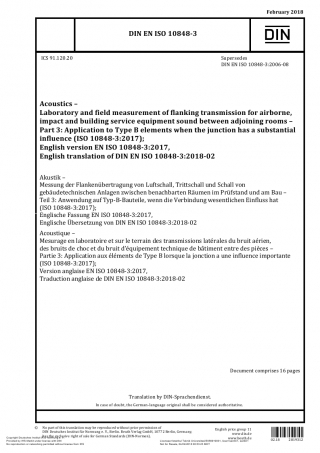 February 2018
DIN EN ISO 10848-3
DIN
ICS 91.120.20
Supersedes
DIN EN ISO 10848-3:2006-08
Acoustics –
Laboratory and field measurement of flanking transmission for airborne,
impact and building service equipment sound between adjoining rooms –
Part 3: Application to Type B elements when the junction has a substantial
influence (ISO 10848-3:2017);
English version EN ISO 10848-3:2017,
English translation of DIN EN ISO 10848-3:2018-02
Akustik –
Messung der Flankenübertragung von Luftschall, Trittschall und Schall von
gebäudetechnischen Anlagen zwischen benachbarten Räumen im Prüfstand und am Bau –
Teil 3: Anwendung auf Typ-B-Bauteile, wenn die Verbindung wesentlichen Einfluss hat
(ISO 10848-3:2017);
Englische Fassung EN ISO 10848-3:2017,
Englische Übersetzung von DIN EN ISO 10848-3:2018-02
Acoustique –
Mesurage en laboratoire et sur le terrain des transmissions latérales du bruit aérien,
des bruits de choc et du bruit d'équipement technique de bâtiment entre des pièces –
Partie 3: Application aux éléments de Type B lorsque la jonction a une influence importante
(ISO 10848-3:2017);
Version anglaise EN ISO 10848-3:2017,
Traduction anglaise de DIN EN ISO 10848-3:2018-02
Document comprises 16 pages
Translation by DIN-Sprachendienst.
In case of doubt, the German-language original shall be considered authoritative.
No part of this translation may be reproduced without prior permission of
DIN Deutsches Institut für Normung e. V., Berlin. Beuth Verlag GmbH, 10772 Berlin, Germany,
has the exclusive right of sale for German Standards (DIN-Normen).
English price group 11
www.din.de
www.beuth.de